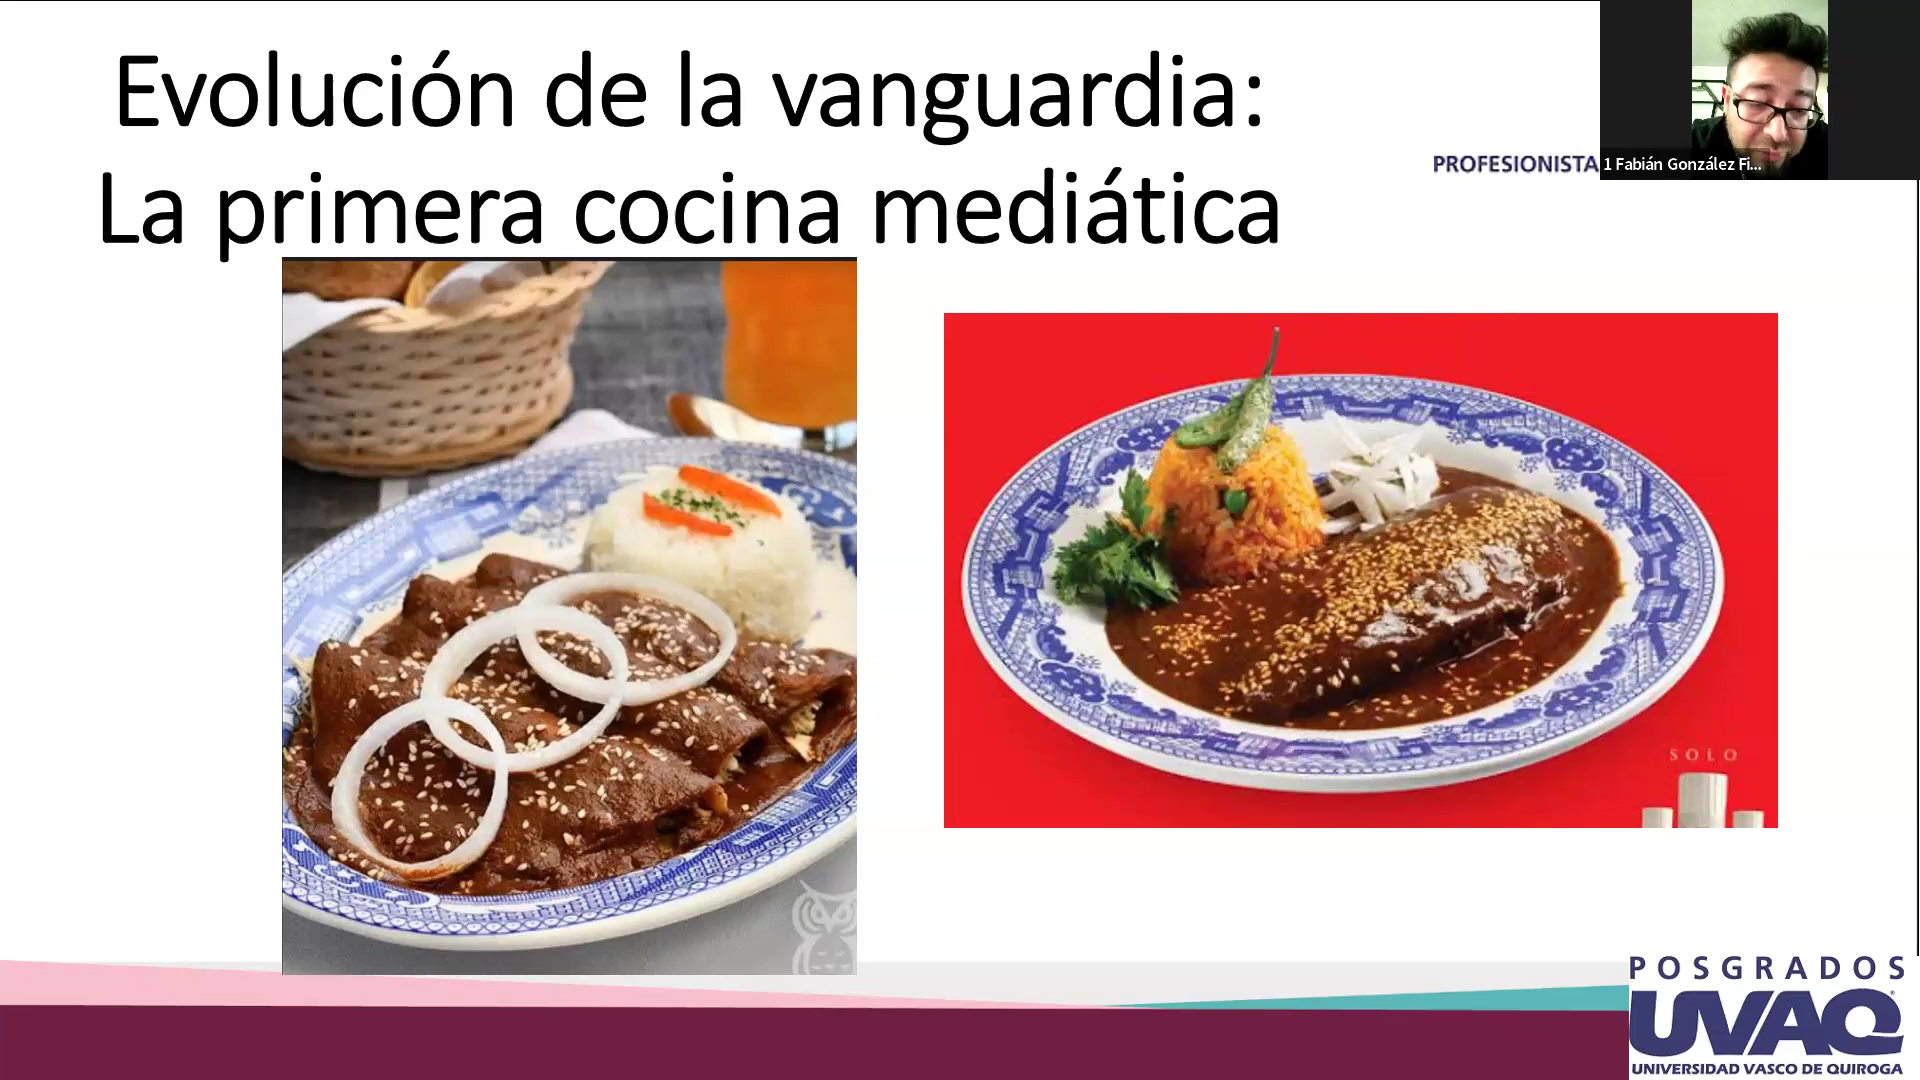 Evolución de la vanguardia:
La primera cocina mediática
PROFESIONISTA
1 Fabián González Fi...
SOLO
POSGRADOS
UVAQ
UNIVERSIDAD VASCO DE QUIROGA